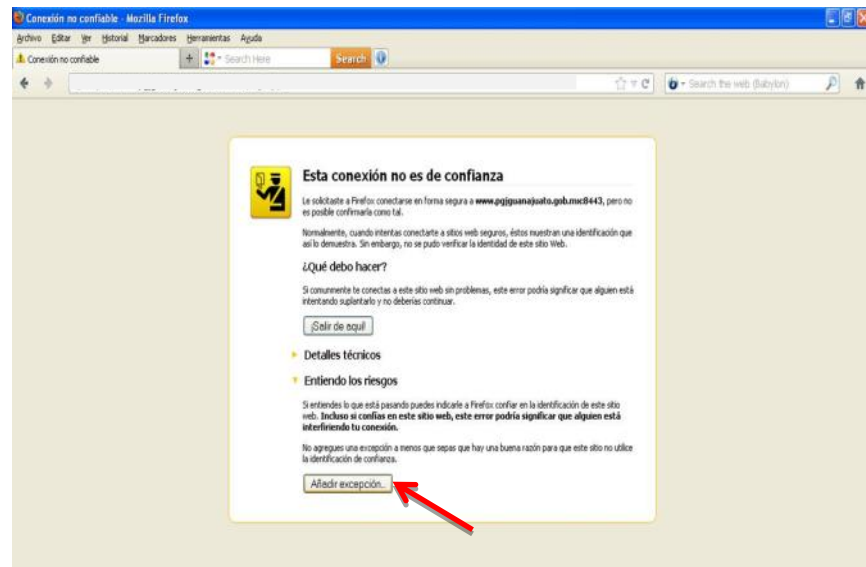 Conexión no confiable - Mozilla Firefox
Archivo Editar Ver Historial Marcadores Herramientas Ayuda
Conexión no confiable + Search Here Search
Search the web (Babylon)
Esta conexión no es de confianza
Le solicitaste a Firefox conectarse en forma segura a www.pgjguanajuato.gob.mx:8443, pero no
es posible confirmarla como tal.
Normalmente, cuando intentas conectarte a sitios web seguros, éstos muestran una identificación que
así lo demuestra. Sin embargo, no se pudo verificar la identidad de este sitio Web.
¿Qué debo hacer?
Si comunmente te conectas a este sitio web sin problemas, este error podría significar que alguien está
intentando suplantarlo y no deberías continuar.
¡Salir de aquí!
Detalles técnicos
Entiendo los riesgos
Si entiendes lo que está pasando puedes indicarle a Firefox confiar en la identificación de este sitio
web. Incluso si confías en este sitio web, este error podría significar que alguien está
interfiriendo tu conexión.
No agregues una excepción a menos que sepas que hay una buena razón para que este sitio no utilice
la identificación de confianza.
Añadir excepción...